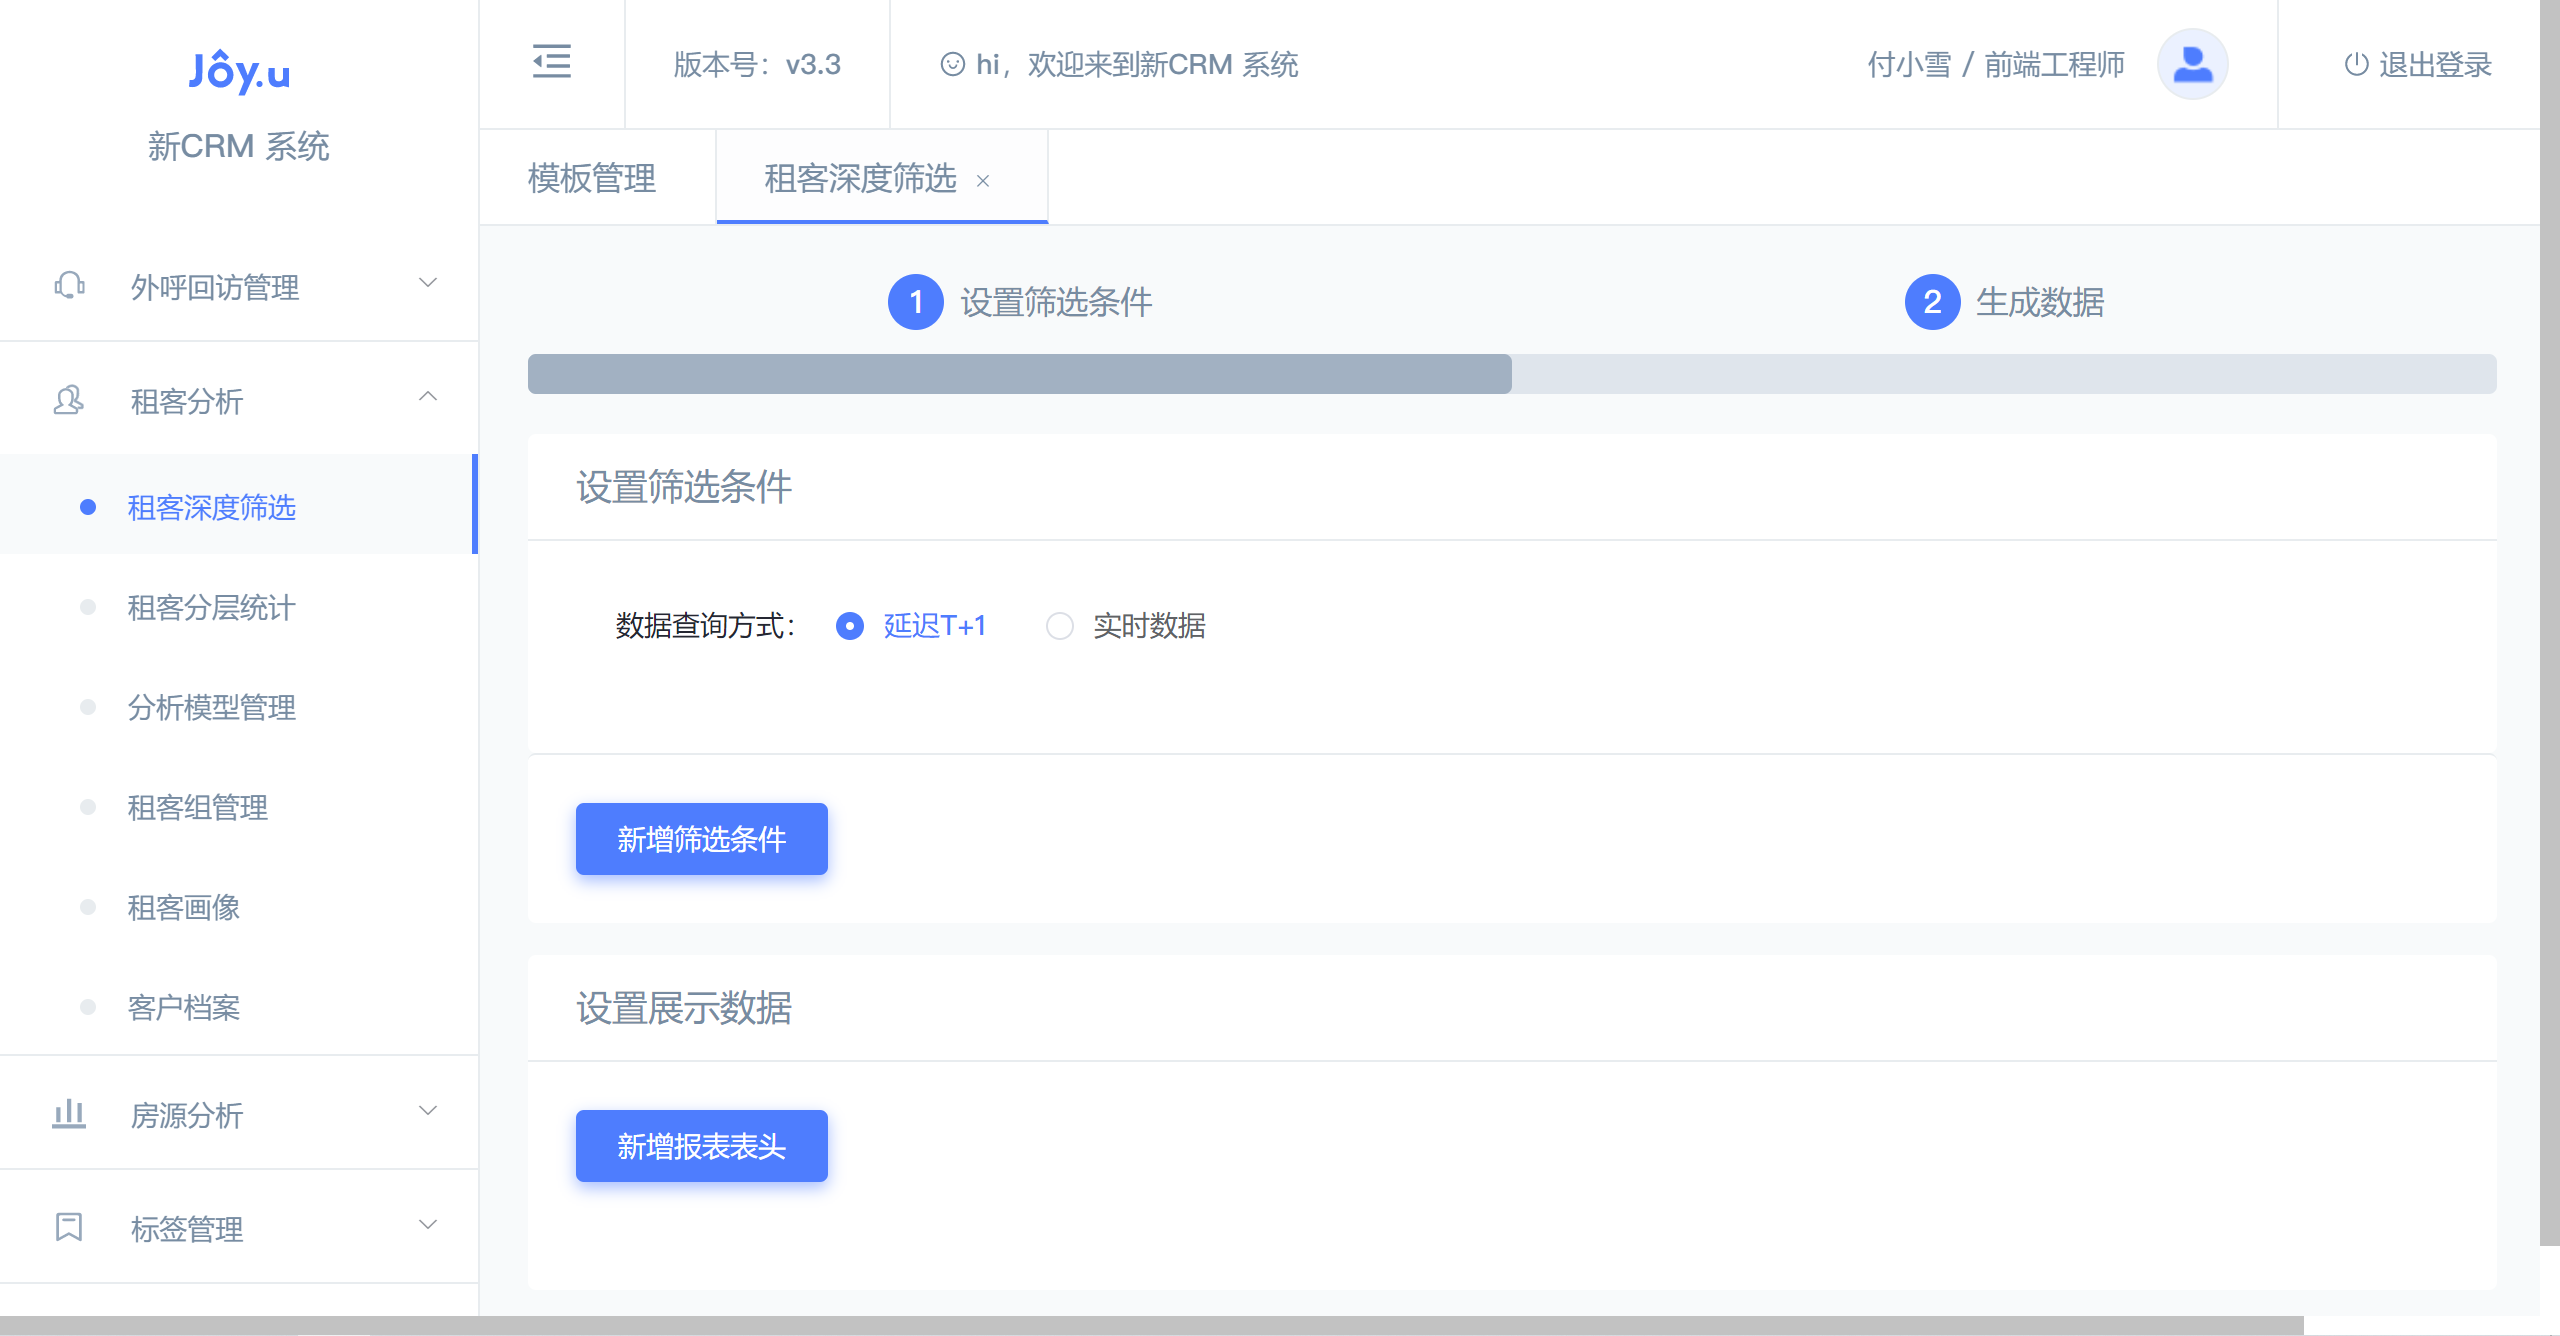 Jôy.u
新CRM 系统
外呼回访管理
租客分析
租客深度筛选
租客分层统计
分析模型管理
租客组管理
租客画像
客户档案
房源分析
标签管理
版本号：v3.3
hi，欢迎来到新CRM 系统
付小雪 / 前端工程师
退出登录
模板管理
租客深度筛选 ×
1 设置筛选条件
2 生成数据
设置筛选条件
数据查询方式： 延迟T+1 实时数据
新增筛选条件
设置展示数据
新增报表表头